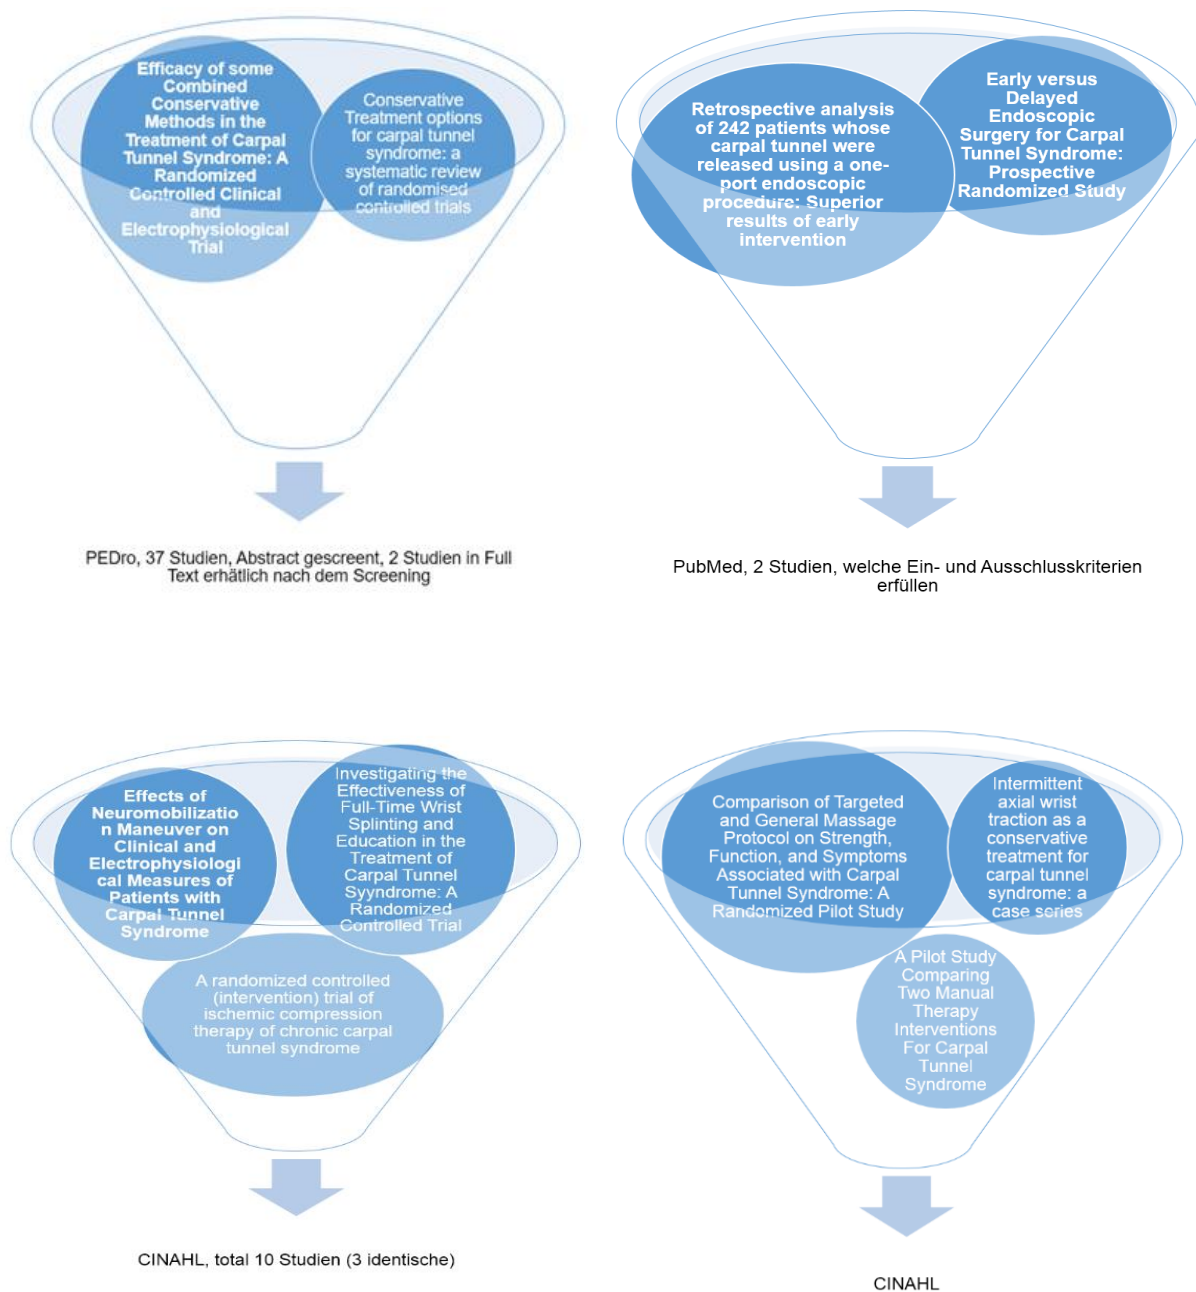 Efficacy of some
Combined
Conservative
Methods in the
Treatment of Carpal
Tunnel Syndrome: A
Randomized
Controlled Clinical
and
Electrophysiological
Trial
Conservative
Treatment options
for carpal tunnel
syndrome: a
systematic review
of randomised
controlled trials
PEDro, 37 Studien, Abstract gescreent, 2 Studien in Full
Text erhätlich nach dem Screening
Retrospective analysis
of 242 patients whose
carpal tunnel were
released using a one-
port endoscopic
procedure: Superior
results of early
intervention
Early versus
Delayed
Endoscopic
Surgery for Carpal
Tunnel Syndrome:
Prospective
Randomized Study
PubMed, 2 Studien, welche Ein- und Ausschlusskriterien
erfüllen
Effects of
Neuromobilizatio
n Maneuver on
Clinical and
Electrophysiologi
cal Measures of
Patients with
Carpal Tunnel
Syndrome
Investigating the
Effectiveness of
Full-Time Wrist
Splinting and
Education in the
Treatment of
Carpal Tunnel
Syyndrome: A
Randomized
Controlled Trial
A randomized controlled
(intervention) trial of
ischemic compression
therapy of chronic carpal
tunnel syndrome
CINAHL, total 10 Studien (3 identische)
Comparison of Targeted
and General Massage
Protocol on Strength,
Function, and Symptoms
Associated with Carpal
Tunnel Syndrome: A
Randomized Pilot Study
Intermittent
axial wrist
traction as a
conservative
treatment for
carpal tunnel
syndrome: a
case series
A Pilot Study
Comparing
Two Manual
Therapy
Interventions
For Carpal
Tunnel
Syndrome
CINAHL